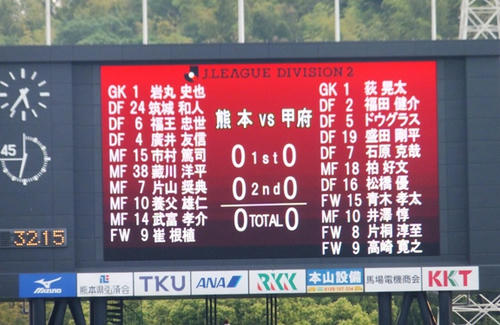 J.LEAGUE DIVISION 2
GK 1 岩丸 史也
DF 24 筑城 和人
DF 6 福王 忠世
DF 4 廣井 友信
MF 15 市村 篤司
MF 38 藏川 洋平
MF 7 片山 奨典
MF 10 養父 雄仁
MF 14 武富 孝介
FW 9 崔 根植
熊本 vs 甲府
0 1st 0
0 2nd 0
0 TOTAL 0
GK 1 荻 晃太
DF 2 福田 健介
DF 5 ドウグラス
DF 19 盛田 剛平
DF 7 石原 克哉
MF 18 柏 好文
DF 16 松橋 優
FW 15 青木 孝太
MF 10 井澤 惇
FW 8 片桐 淳至
FW 9 高崎 寛之
45
3215
MIZUNO
熊本県弘済会
TKU
ANA
RKK
本山設備
馬場電機商会
KKT